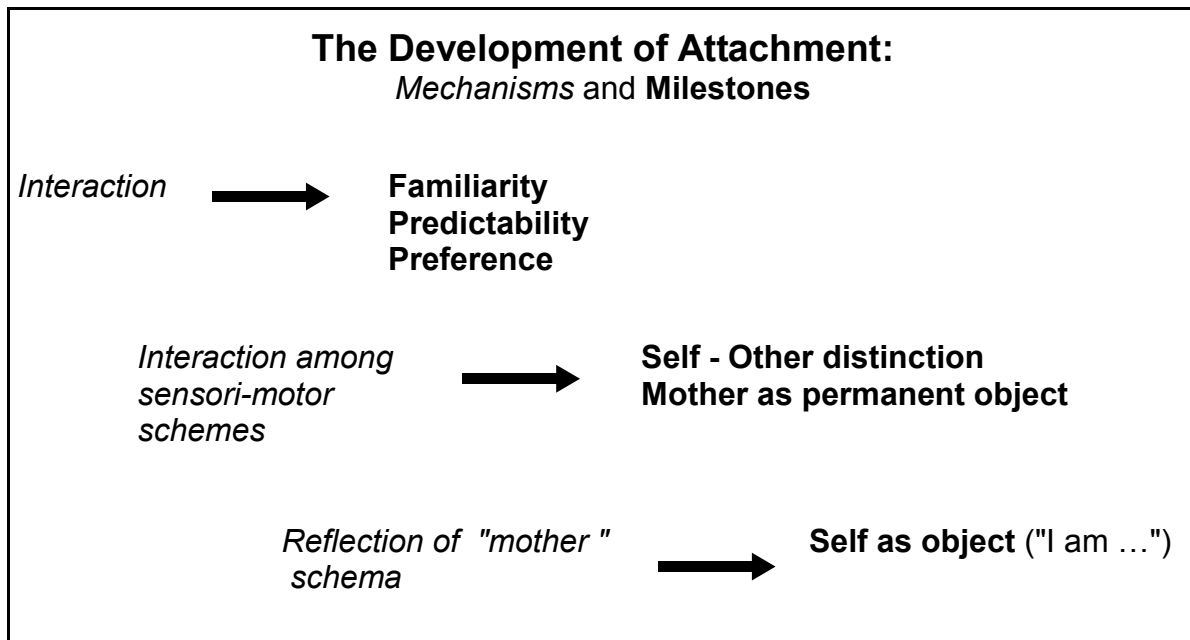 The Development of Attachment:
Mechanisms and Milestones
Interaction
Familiarity
Predictability
Preference
Interaction among
sensori-motor
schemes
Self - Other distinction
Mother as permanent object
Reflection of "mother "
schema
Self as object ("I am …")